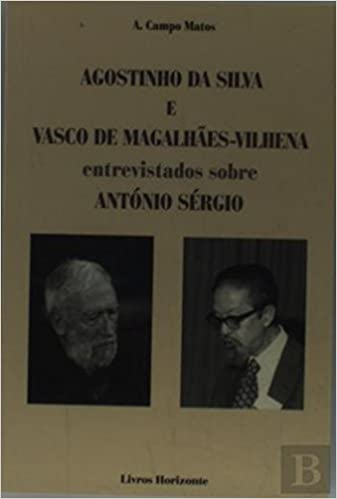 A. Campo Matos
AGOSTINHO DA SILVA
E
VASCO DE MAGALHÃES-VILHENA
entrevistados sobre
ANTÓNIO SÉRGIO
Livros Horizonte
B